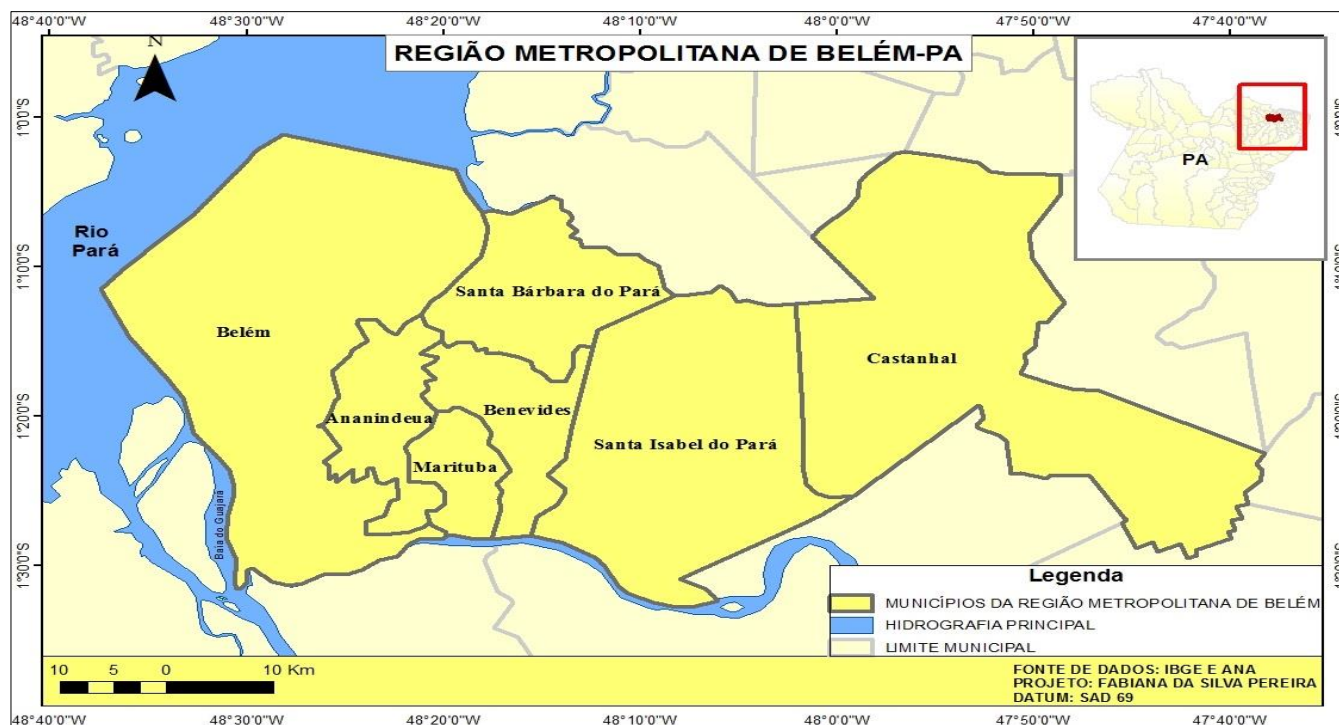 48°40'0"W 48°30'0"W 48°20'0"W 48°10'0"W 48°0'0"W 47°50'0"W 47°40'0"W
N
REGIÃO METROPOLITANA DE BELÉM-PA
1°0'0"S
PA
Rio
Pará
1°10'0"S
Santa Bárbara do Pará
Belém
Castanhal
1°20'0"S
Ananindeua
Benevides
Santa Isabel do Pará
Marituba
Baia do Guajará
1°30'0"S
Legenda
MUNICÍPIOS DA REGIÃO METROPOLITANA DE BELÉM
HIDROGRAFIA PRINCIPAL
LIMITE MUNICIPAL
10 5 0 10 Km
FONTE DE DADOS: IBGE E ANA
PROJETO: FABIANA DA SILVA PEREIRA
DATUM: SAD 69
48°40'0"W 48°30'0"W 48°20'0"W 48°10'0"W 48°0'0"W 47°50'0"W 47°40'0"W